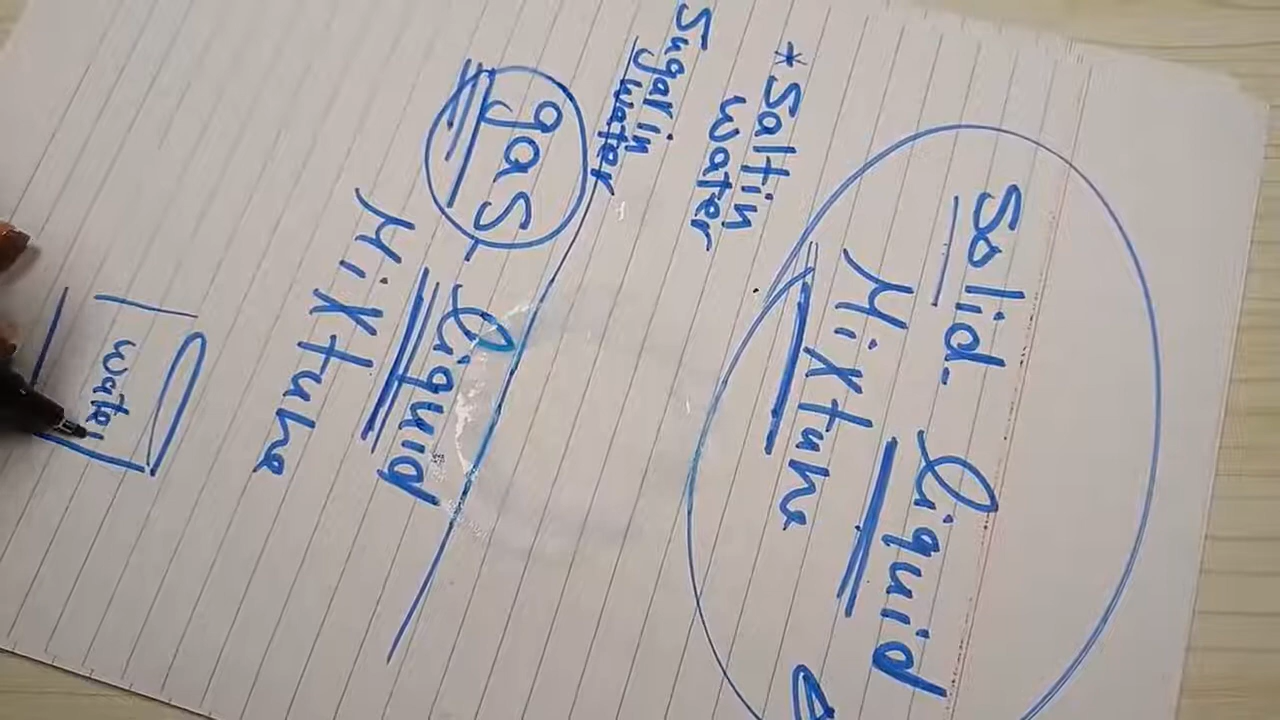 Solid - liquid
Mixture
* Salt in
water
Sugar in
water
gas - liquid
Mixture
water